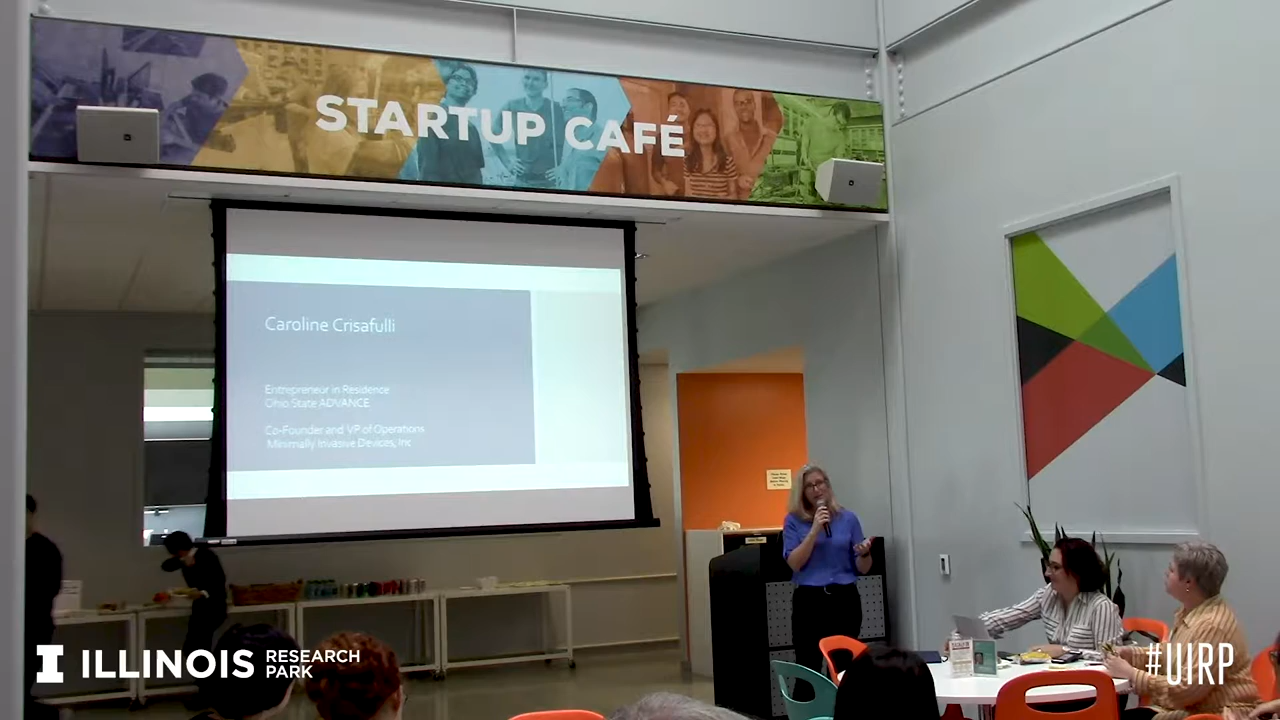 STARTUP CAFÉ
Caroline Crisafulli
Entrepreneur in Residence
Ohio State ADVANCE
Co-Founder and VP of Operations
Minimally Invasive Devices, Inc
I ILLINOIS RESEARCH
PARK
#UIRP